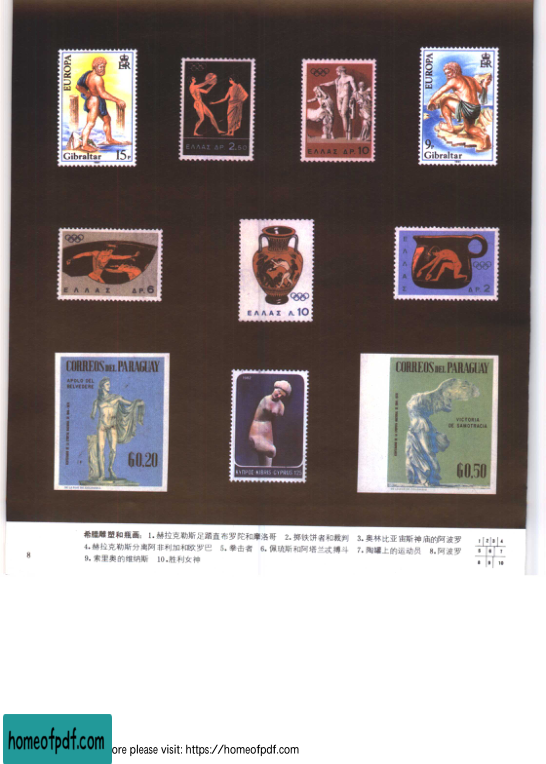 EUROPA
Gibraltar 15P
ΕΛΛΑΣ ΔΡ. 2.50
ΕΛΛΑΣ ΔΡ 10
EUROPA
9P
Gibraltar
ΕΛΛΑΣ ΔΡ. 6
ΕΛΛΑΣ Λ.10
ΕΛΛΑΣ
ΔΡ. 2
CORREOS DEL PARAGUAY
APOLO DEL
BELVEDERE
G0,20
ΚΥΠΡΟΣ KIBRIS CYPRUS 125
CORREOS DEL PARAGUAY
VICTORIA
DE SAMOTRACIA
G0,50
希腊雕塑和瓶画: 1.赫拉克勒斯足踏直布罗陀和摩洛哥 2.掷铁饼者和裁判 3.奥林比亚宙斯神庙的阿波罗
4.赫拉克勒斯分离阿非利加和欧罗巴 5.拳击者 6.佩琉斯和阿塔兰忒搏斗 7.陶罐上的运动员 8.阿波罗
9.索里奥的维纳斯 10.胜利女神
1 2 3 4
5 6 7
8 9 10
8
homeofpdf.com
ore please visit: https://homeofpdf.com